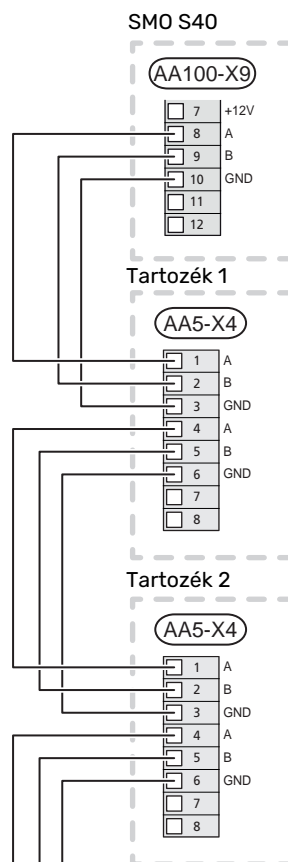 SMO S40
AA100-X9
7 +12V
8 A
9 B
10 GND
11
12
Tartozék 1
AA5-X4
1 A
2 B
3 GND
4 A
5 B
6 GND
7
8
Tartozék 2
AA5-X4
1 A
2 B
3 GND
4 A
5 B
6 GND
7
8